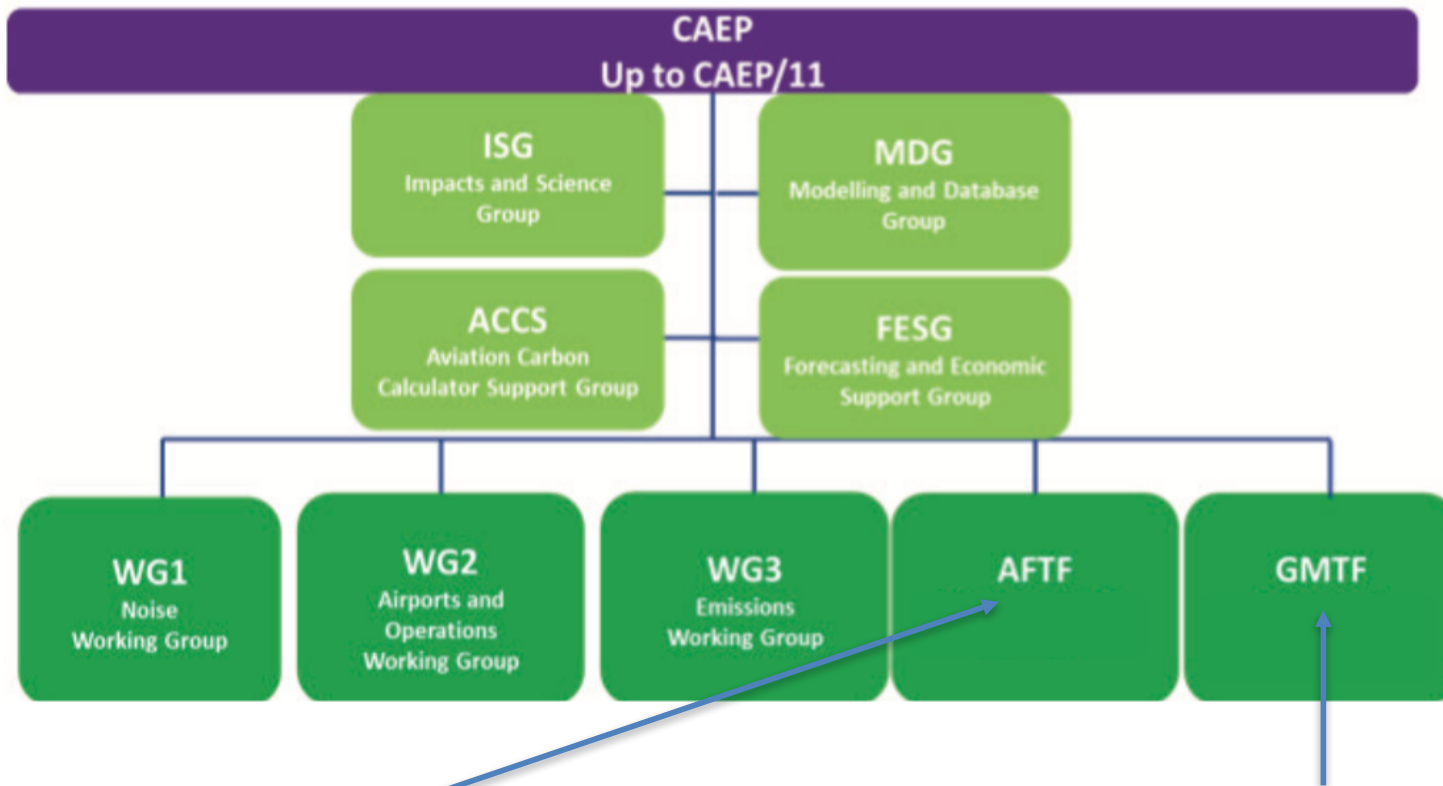 CAEP
Up to CAEP/11
ISG
Impacts and Science
Group
MDG
Modelling and Database
Group
ACCS
Aviation Carbon
Calculator Support Group
FESG
Forecasting and Economic
Support Group
WG1
Noise
Working Group
WG2
Airports and
Operations
Working Group
WG3
Emissions
Working Group
AFTF
GMTF